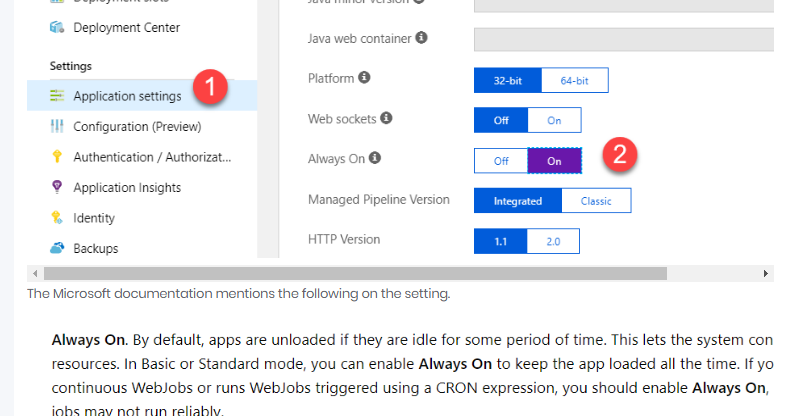 Deployment slots
Java minor version
Deployment Center
Java web container
Settings
Platform 32-bit 64-bit
Application settings 1
Web sockets Off On
Configuration (Preview)
Always On Off On 2
Authentication / Authorizat...
Application Insights
Managed Pipeline Version Integrated Classic
Identity
HTTP Version 1.1 2.0
Backups
The Microsoft documentation mentions the following on the setting.
Always On. By default, apps are unloaded if they are idle for some period of time. This lets the system con
resources. In Basic or Standard mode, you can enable Always On to keep the app loaded all the time. If yo
continuous WebJobs or runs WebJobs triggered using a CRON expression, you should enable Always On,
jobs may not run reliably.